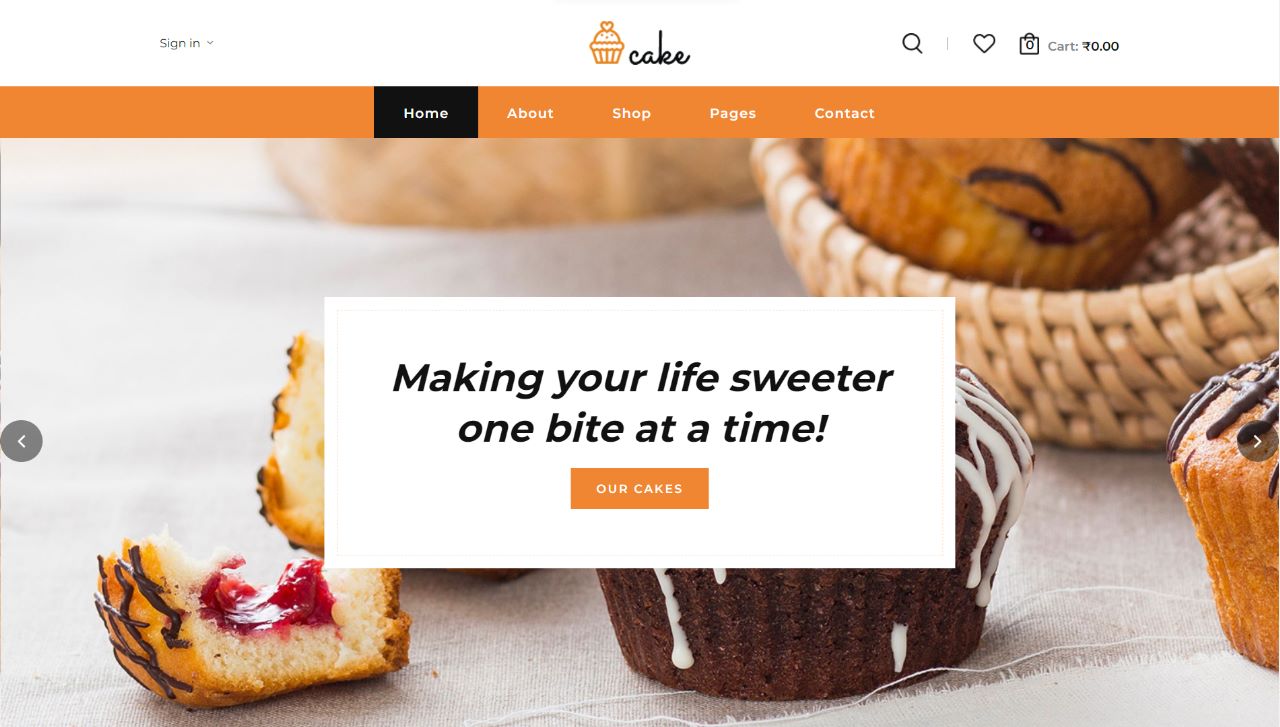 Sign in
cake
0
Cart: ₹0.00
Home
About
Shop
Pages
Contact
Making your life sweeter
one bite at a time!
OUR CAKES